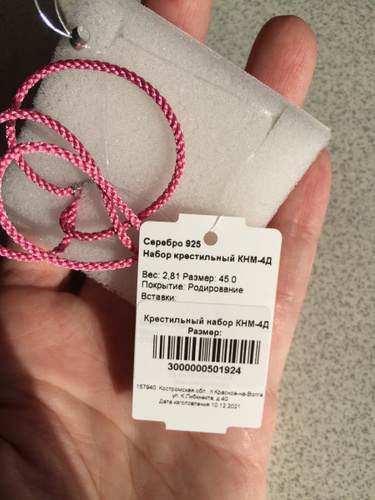 Серебро 925
Набор крестильный КНМ-4Д
Вес: 2,81 Размер: 45.0
Покрытие: Родирование
Вставки:
Крестильный набор КНМ-4Д
Размер:
3000000501924
157940, Костромская обл., п.Красное-на-Волге
ул. К.Либкнехта, д.40
Дата изготовления 10.12.2021